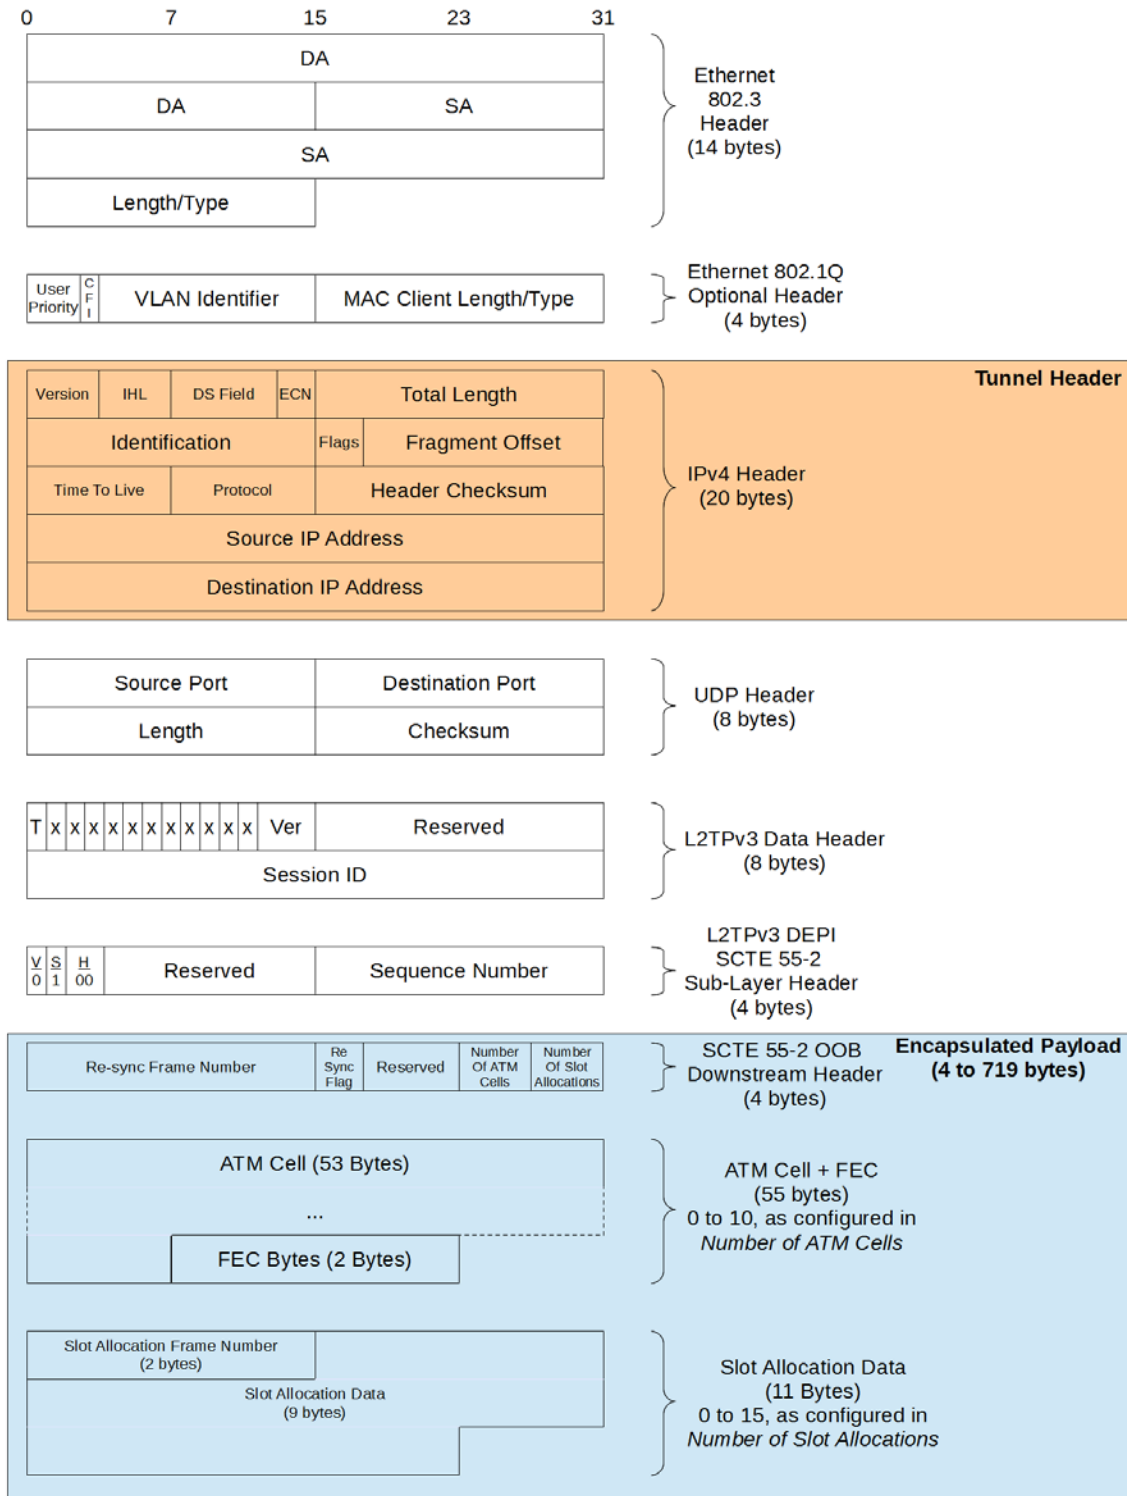 0 7 15 23 31
DA
DA SA
SA
Length/Type
Ethernet
802.3
Header
(14 bytes)
User
Priority
C
F
I
VLAN Identifier
MAC Client Length/Type
Ethernet 802.1Q
Optional Header
(4 bytes)
Tunnel Header
Version IHL DS Field ECN Total Length
Identification Flags Fragment Offset
Time To Live Protocol Header Checksum
Source IP Address
Destination IP Address
IPv4 Header
(20 bytes)
Source Port Destination Port
Length Checksum
UDP Header
(8 bytes)
T x x x x x x x x x x x Ver Reserved
Session ID
L2TPv3 Data Header
(8 bytes)
V
0
S
1
H
00
Reserved
Sequence Number
L2TPv3 DEPI
SCTE 55-2
Sub-Layer Header
(4 bytes)
Re-sync Frame Number
Re
Sync
Flag
Reserved
Number
Of ATM
Cells
Number
Of Slot
Allocations
SCTE 55-2 OOB
Downstream Header
(4 bytes)
Encapsulated Payload
(4 to 719 bytes)
ATM Cell (53 Bytes)
...
FEC Bytes (2 Bytes)
ATM Cell + FEC
(55 bytes)
0 to 10, as configured in
Number of ATM Cells
Slot Allocation Frame Number
(2 bytes)
Slot Allocation Data
(9 bytes)
Slot Allocation Data
(11 Bytes)
0 to 15, as configured in
Number of Slot Allocations